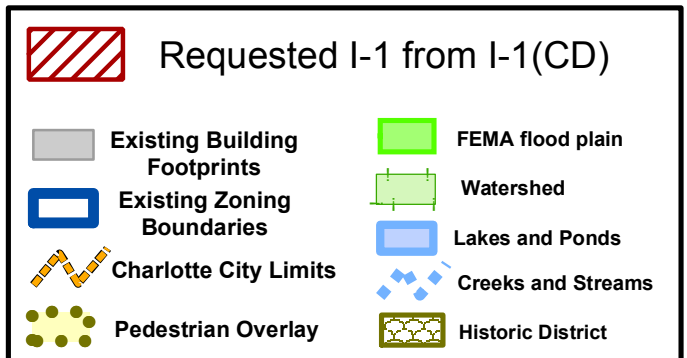 Requested I-1 from I-1(CD)
Existing Building
Footprints
Existing Zoning
Boundaries
Charlotte City Limits
Pedestrian Overlay
FEMA flood plain
Watershed
Lakes and Ponds
Creeks and Streams
Historic District